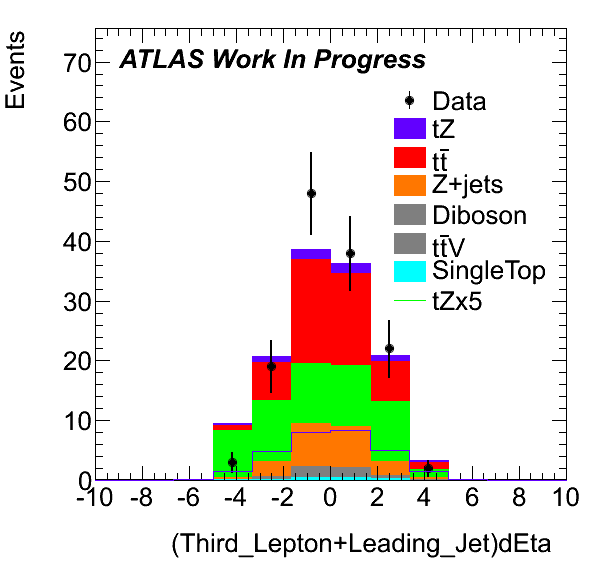 Events
ATLAS Work In Progress
70
60
50
40
30
20
10
0
Data
tZ
tt̄
Z+jets
Diboson
tt̄V
SingleTop
tZx5
-10 -8 -6 -4 -2 0 2 4 6 8 10
(Third_Lepton+Leading_Jet)dEta